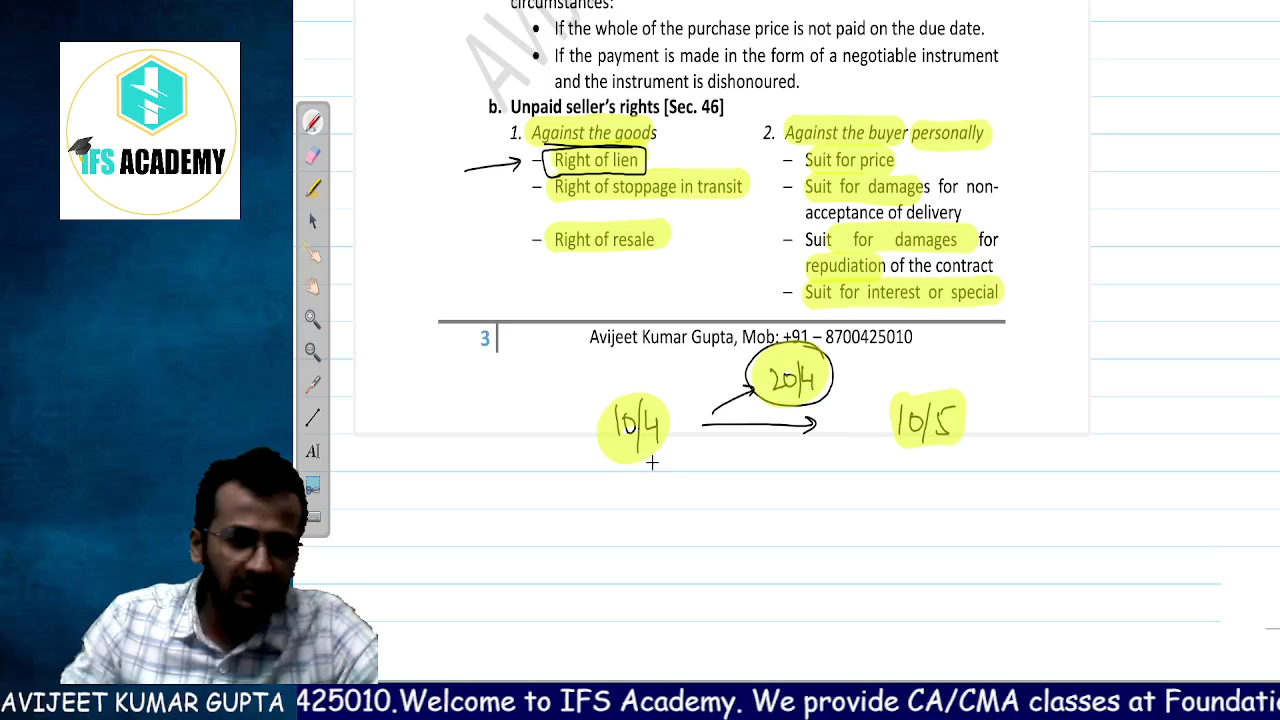 circumstances:
• If the whole of the purchase price is not paid on the due date.
• If the payment is made in the form of a negotiable instrument
and the instrument is dishonoured.
b. Unpaid seller's rights [Sec. 46]
1. Against the goods
– Right of lien
– Right of stoppage in transit
– Right of resale
2. Against the buyer personally
– Suit for price
– Suit for damages for non-
acceptance of delivery
– Suit for damages for
repudiation of the contract
– Suit for interest or special
3
Avijeet Kumar Gupta, Mob: +91 – 8700425010
20/4
10/4
10/5
IFS ACADEMY
AVI
A
AVIJEET KUMAR GUPTA
425010.Welcome to IFS Academy. We provide CA/CMA classes at Foundati